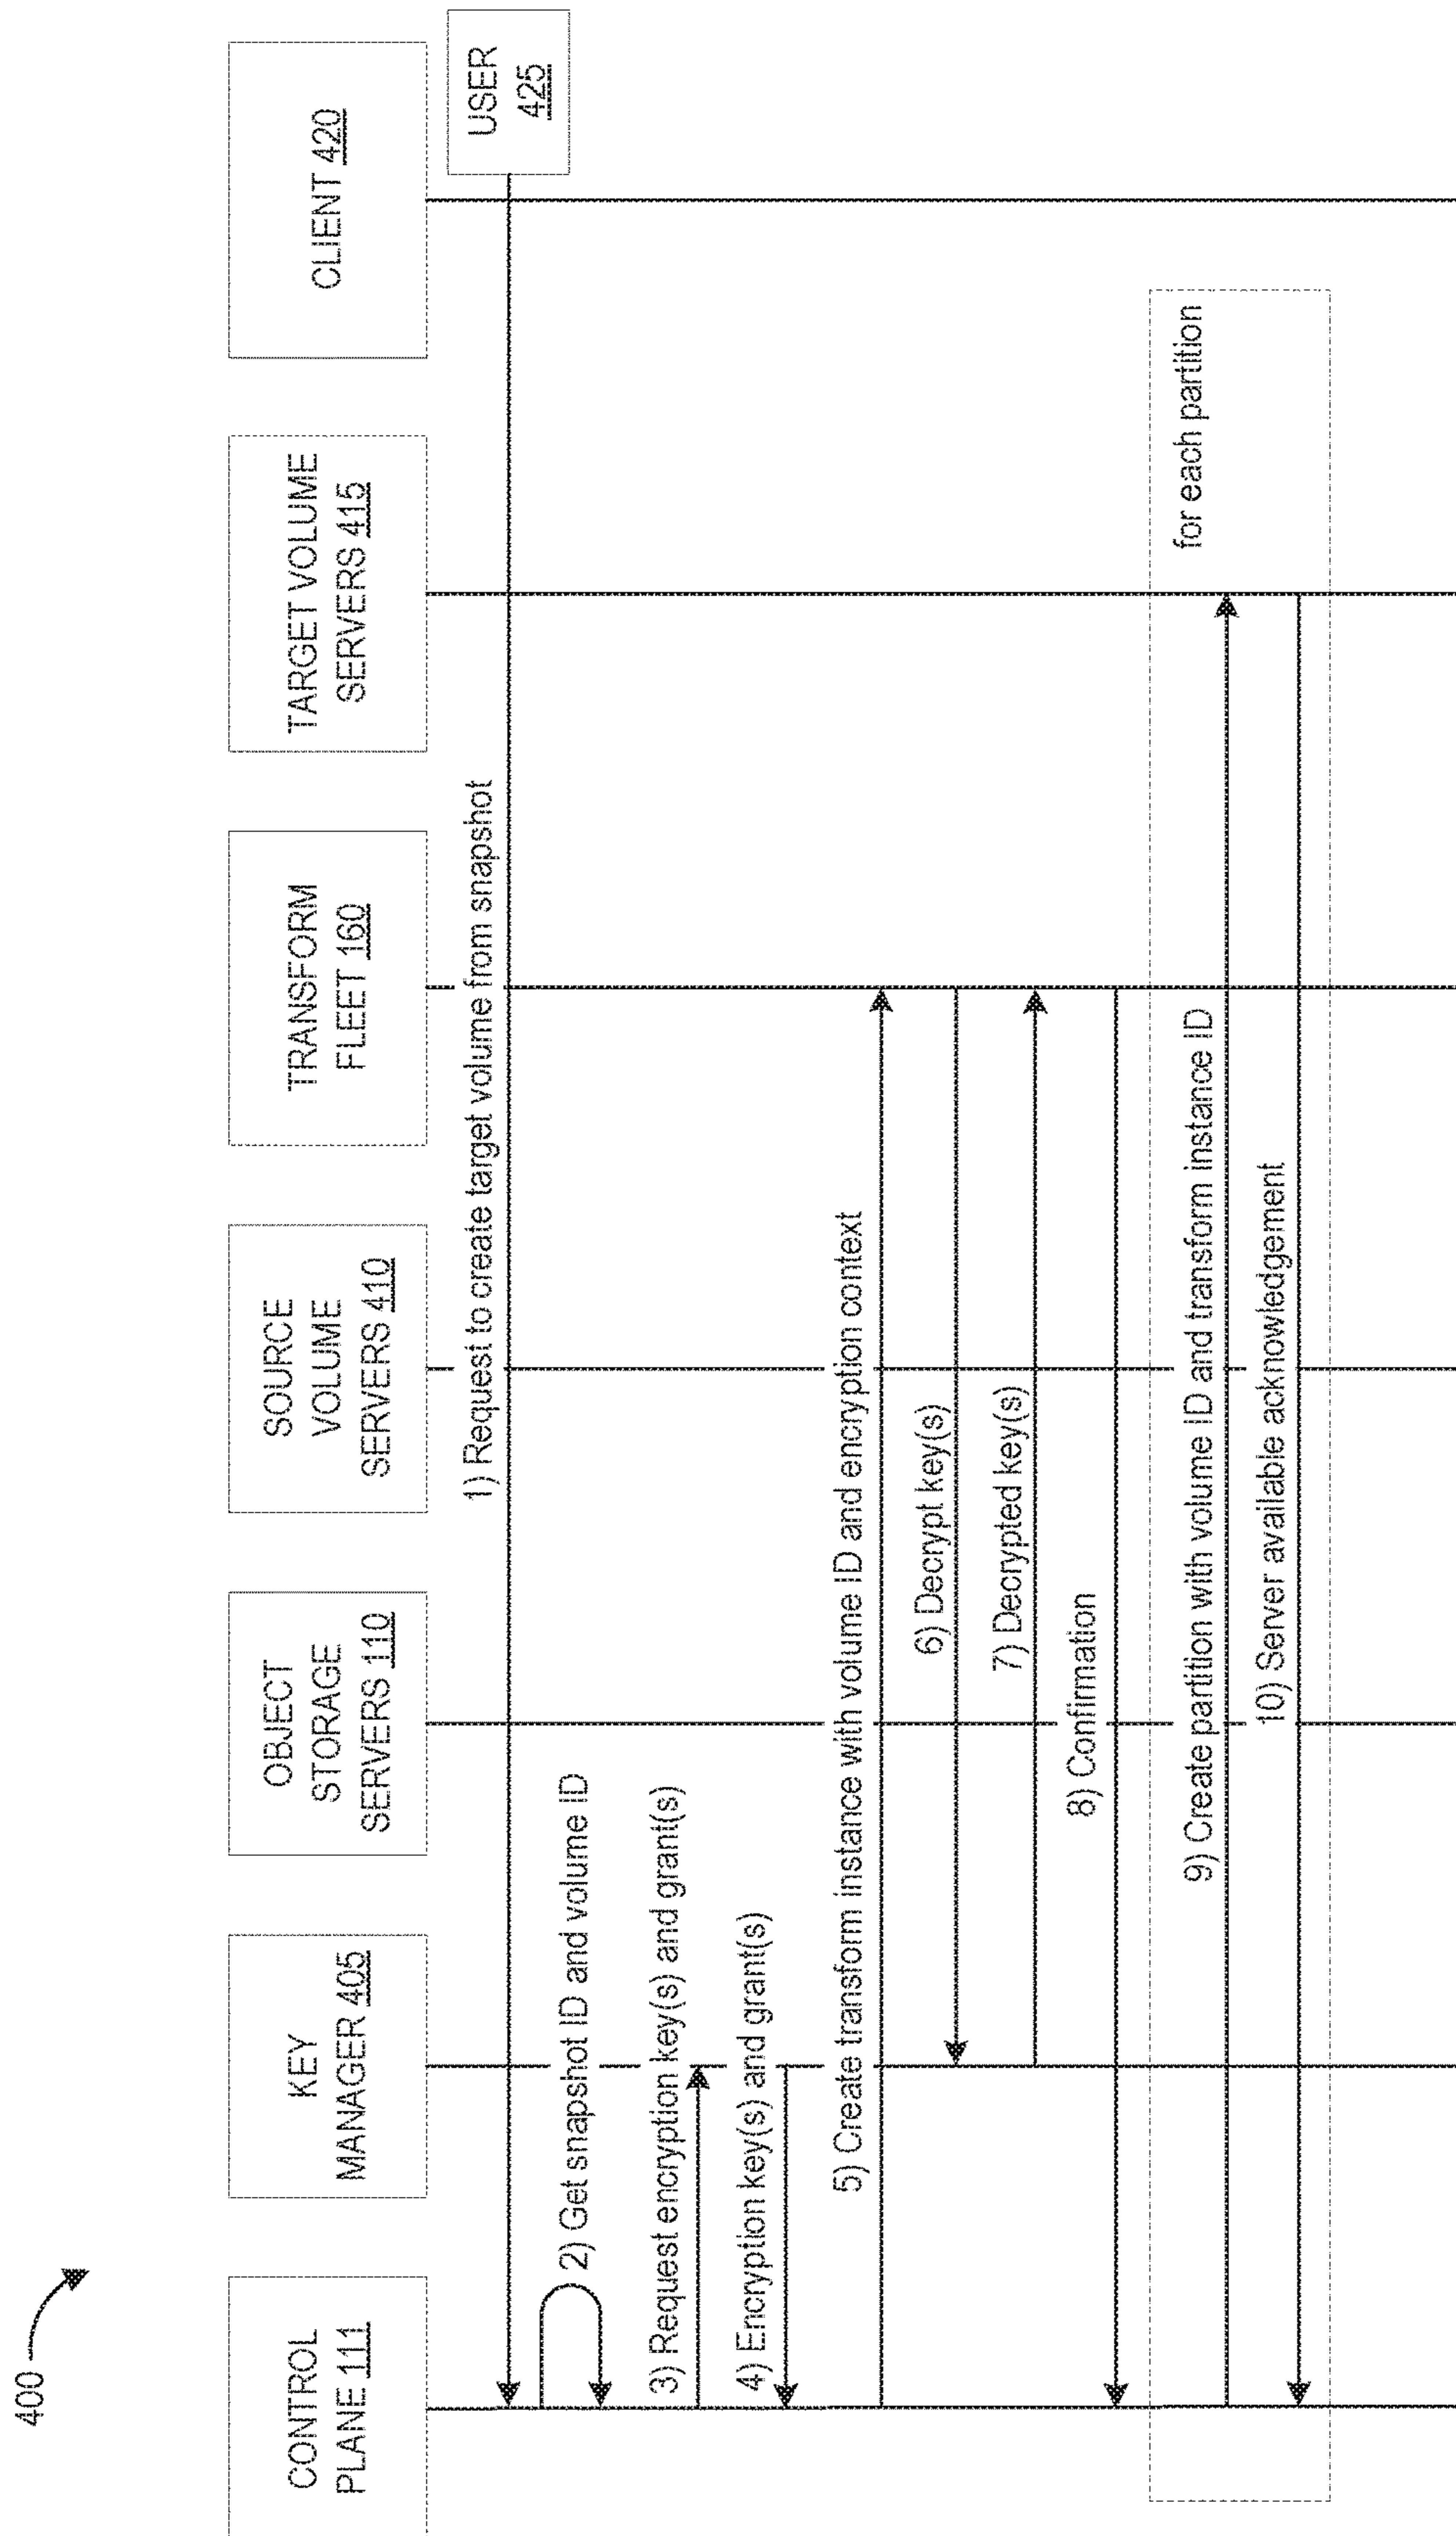 400
CONTROL
PLANE 111
KEY
MANAGER 405
OBJECT
STORAGE
SERVERS 110
SOURCE
VOLUME
SERVERS 410
TRANSFORM
FLEET 160
TARGET VOLUME
SERVERS 415
CLIENT 420
USER
425
1) Request to create target volume from snapshot
2) Get snapshot ID and volume ID
3) Request encryption key(s) and grant(s)
4) Encryption key(s) and grant(s)
5) Create transform instance with volume ID and encryption context
6) Decrypt key(s)
7) Decrypted key(s)
8) Confirmation
for each partition
9) Create partition with volume ID and transform instance ID
10) Server available acknowledgement